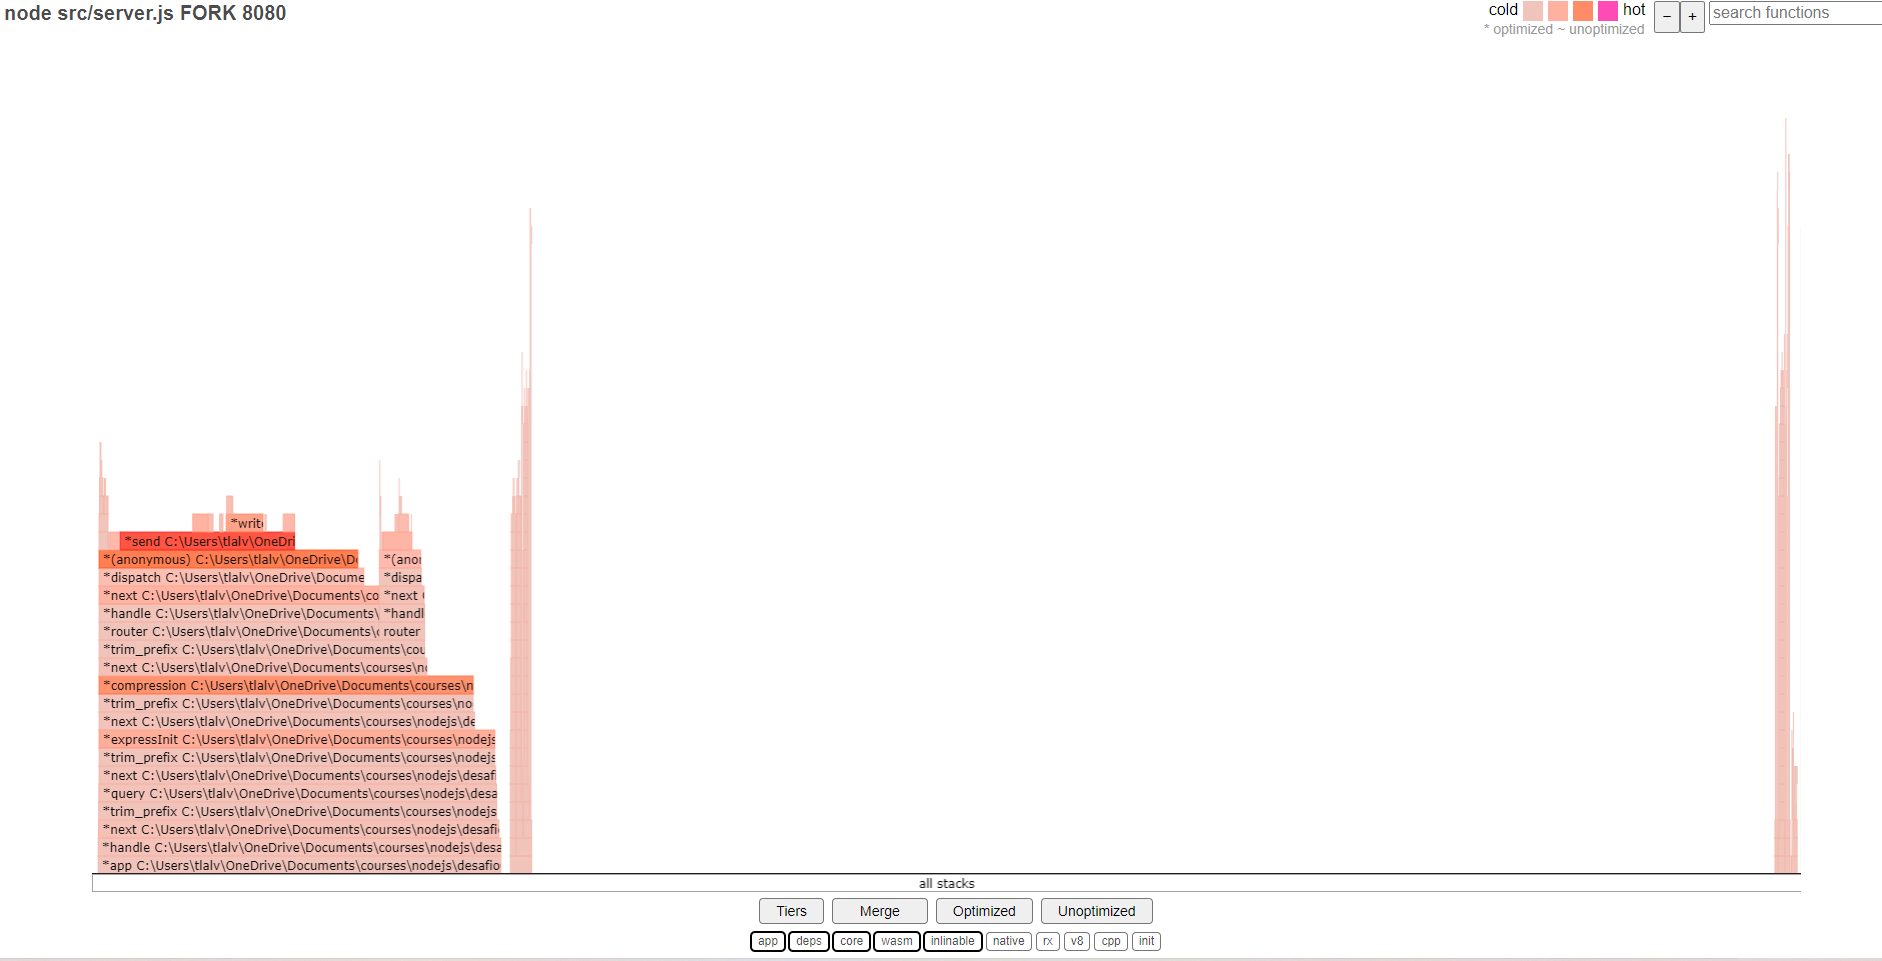 node src/server.js FORK 8080
cold hot
* optimized ~ unoptimized
− +
search functions
*write
*send C:\Users\tlalv\OneDri
*(anonymous) C:\Users\tlalv\OneDrive\Do
*(anon
*dispatch C:\Users\tlalv\OneDrive\Docume
*dispa
*next C:\Users\tlalv\OneDrive\Documents\co
*next
*handle C:\Users\tlalv\OneDrive\Documents\
*handl
*router C:\Users\tlalv\OneDrive\Documents\c
router
*trim_prefix C:\Users\tlalv\OneDrive\Documents\cou
*next C:\Users\tlalv\OneDrive\Documents\courses\no
*compression C:\Users\tlalv\OneDrive\Documents\courses\n
*trim_prefix C:\Users\tlalv\OneDrive\Documents\courses\no
*next C:\Users\tlalv\OneDrive\Documents\courses\nodejs\de
*expressInit C:\Users\tlalv\OneDrive\Documents\courses\nodejs
*trim_prefix C:\Users\tlalv\OneDrive\Documents\courses\nodejs
*next C:\Users\tlalv\OneDrive\Documents\courses\nodejs\desafi
*query C:\Users\tlalv\OneDrive\Documents\courses\nodejs\desa
*trim_prefix C:\Users\tlalv\OneDrive\Documents\courses\nodejs
*next C:\Users\tlalv\OneDrive\Documents\courses\nodejs\desafi
*handle C:\Users\tlalv\OneDrive\Documents\courses\nodejs\desa
*app C:\Users\tlalv\OneDrive\Documents\courses\nodejs\desafio
all stacks
Tiers Merge Optimized Unoptimized
app deps core wasm inlinable native rx v8 cpp init